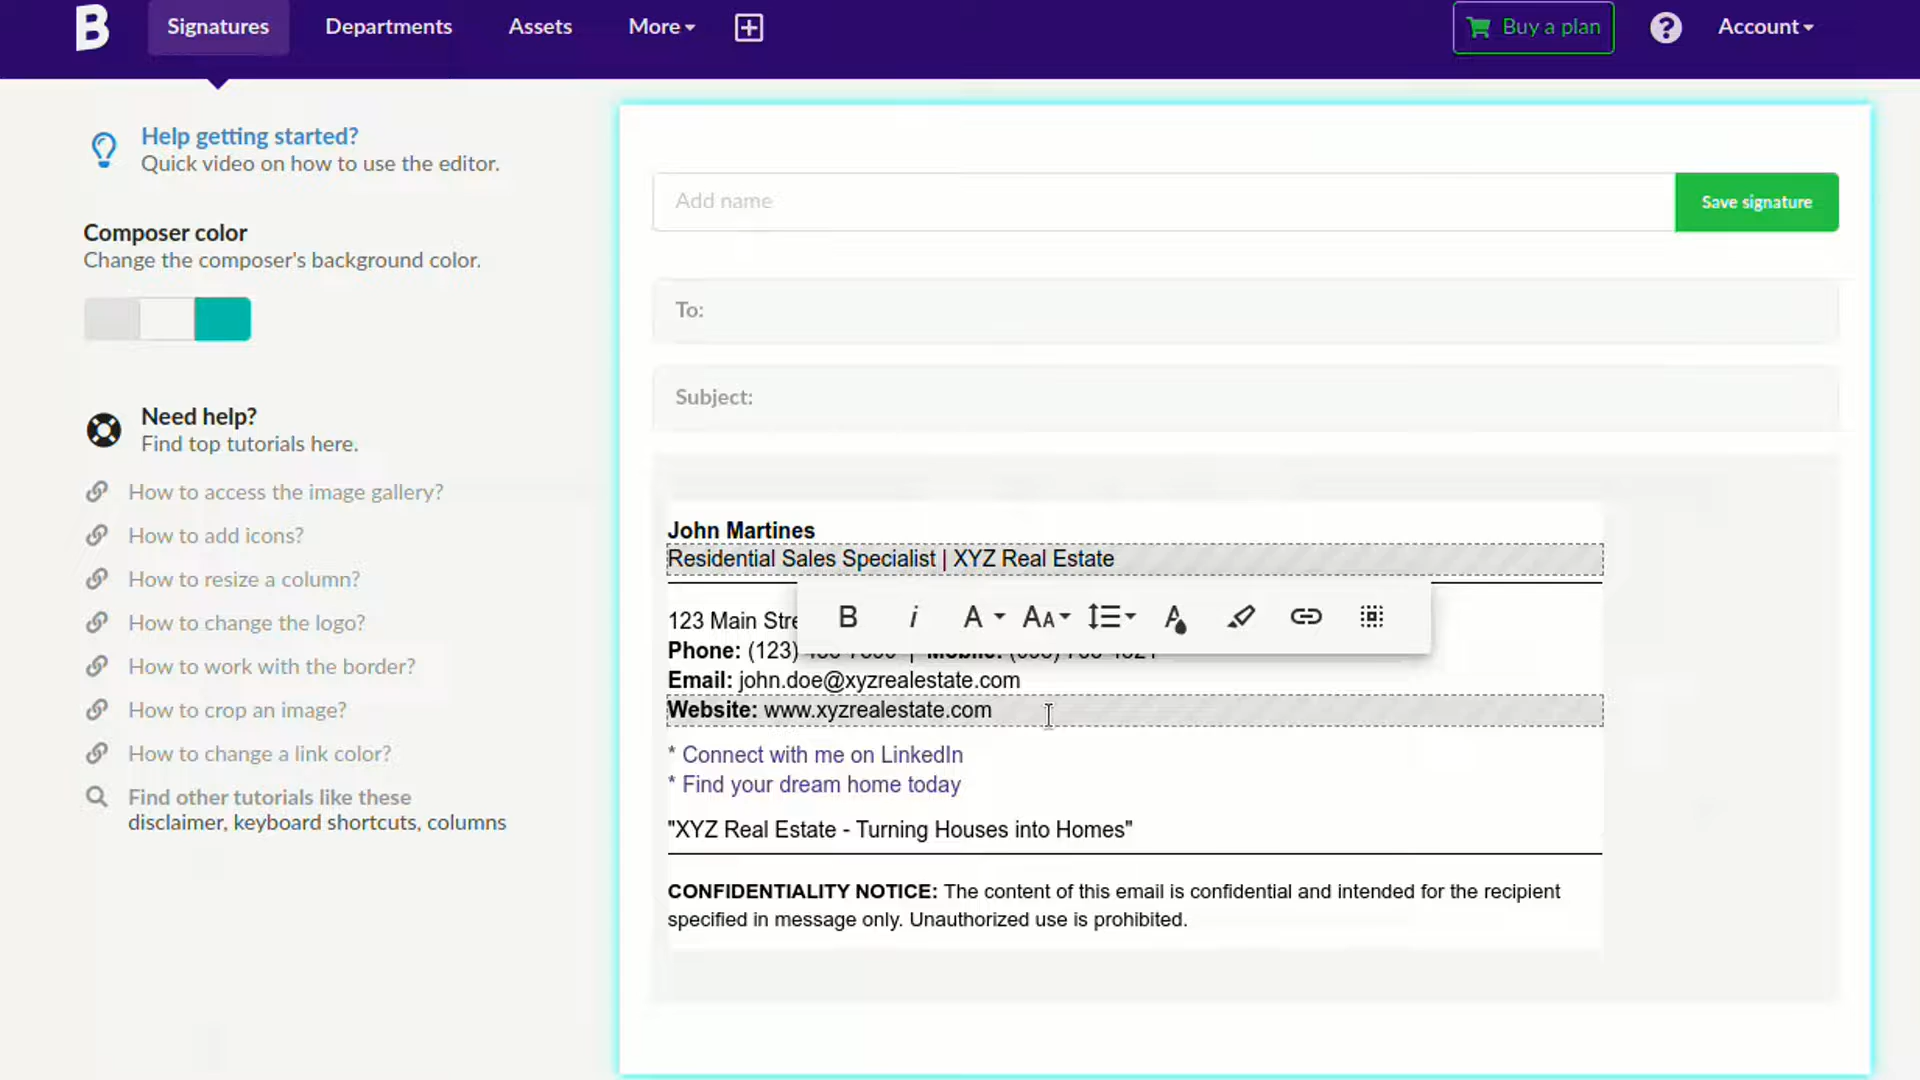 B Signatures Departments Assets More Buy a plan ? Account
Help getting started?
Quick video on how to use the editor.
Composer color
Change the composer's background color.
Need help?
Find top tutorials here.
How to access the image gallery?
How to add icons?
How to resize a column?
How to change the logo?
How to work with the border?
How to crop an image?
How to change a link color?
Find other tutorials like these
disclaimer, keyboard shortcuts, columns
Add name
Save signature
To:
Subject:
John Martines
Residential Sales Specialist | XYZ Real Estate
B i A AA A
123 Main
Phone: (123)
Email: john.doe@xyzrealestate.com
Website: www.xyzrealestate.com
* Connect with me on LinkedIn
* Find your dream home today
"XYZ Real Estate - Turning Houses into Homes"
CONFIDENTIALITY NOTICE: The content of this email is confidential and intended for the recipient
specified in message only. Unauthorized use is prohibited.